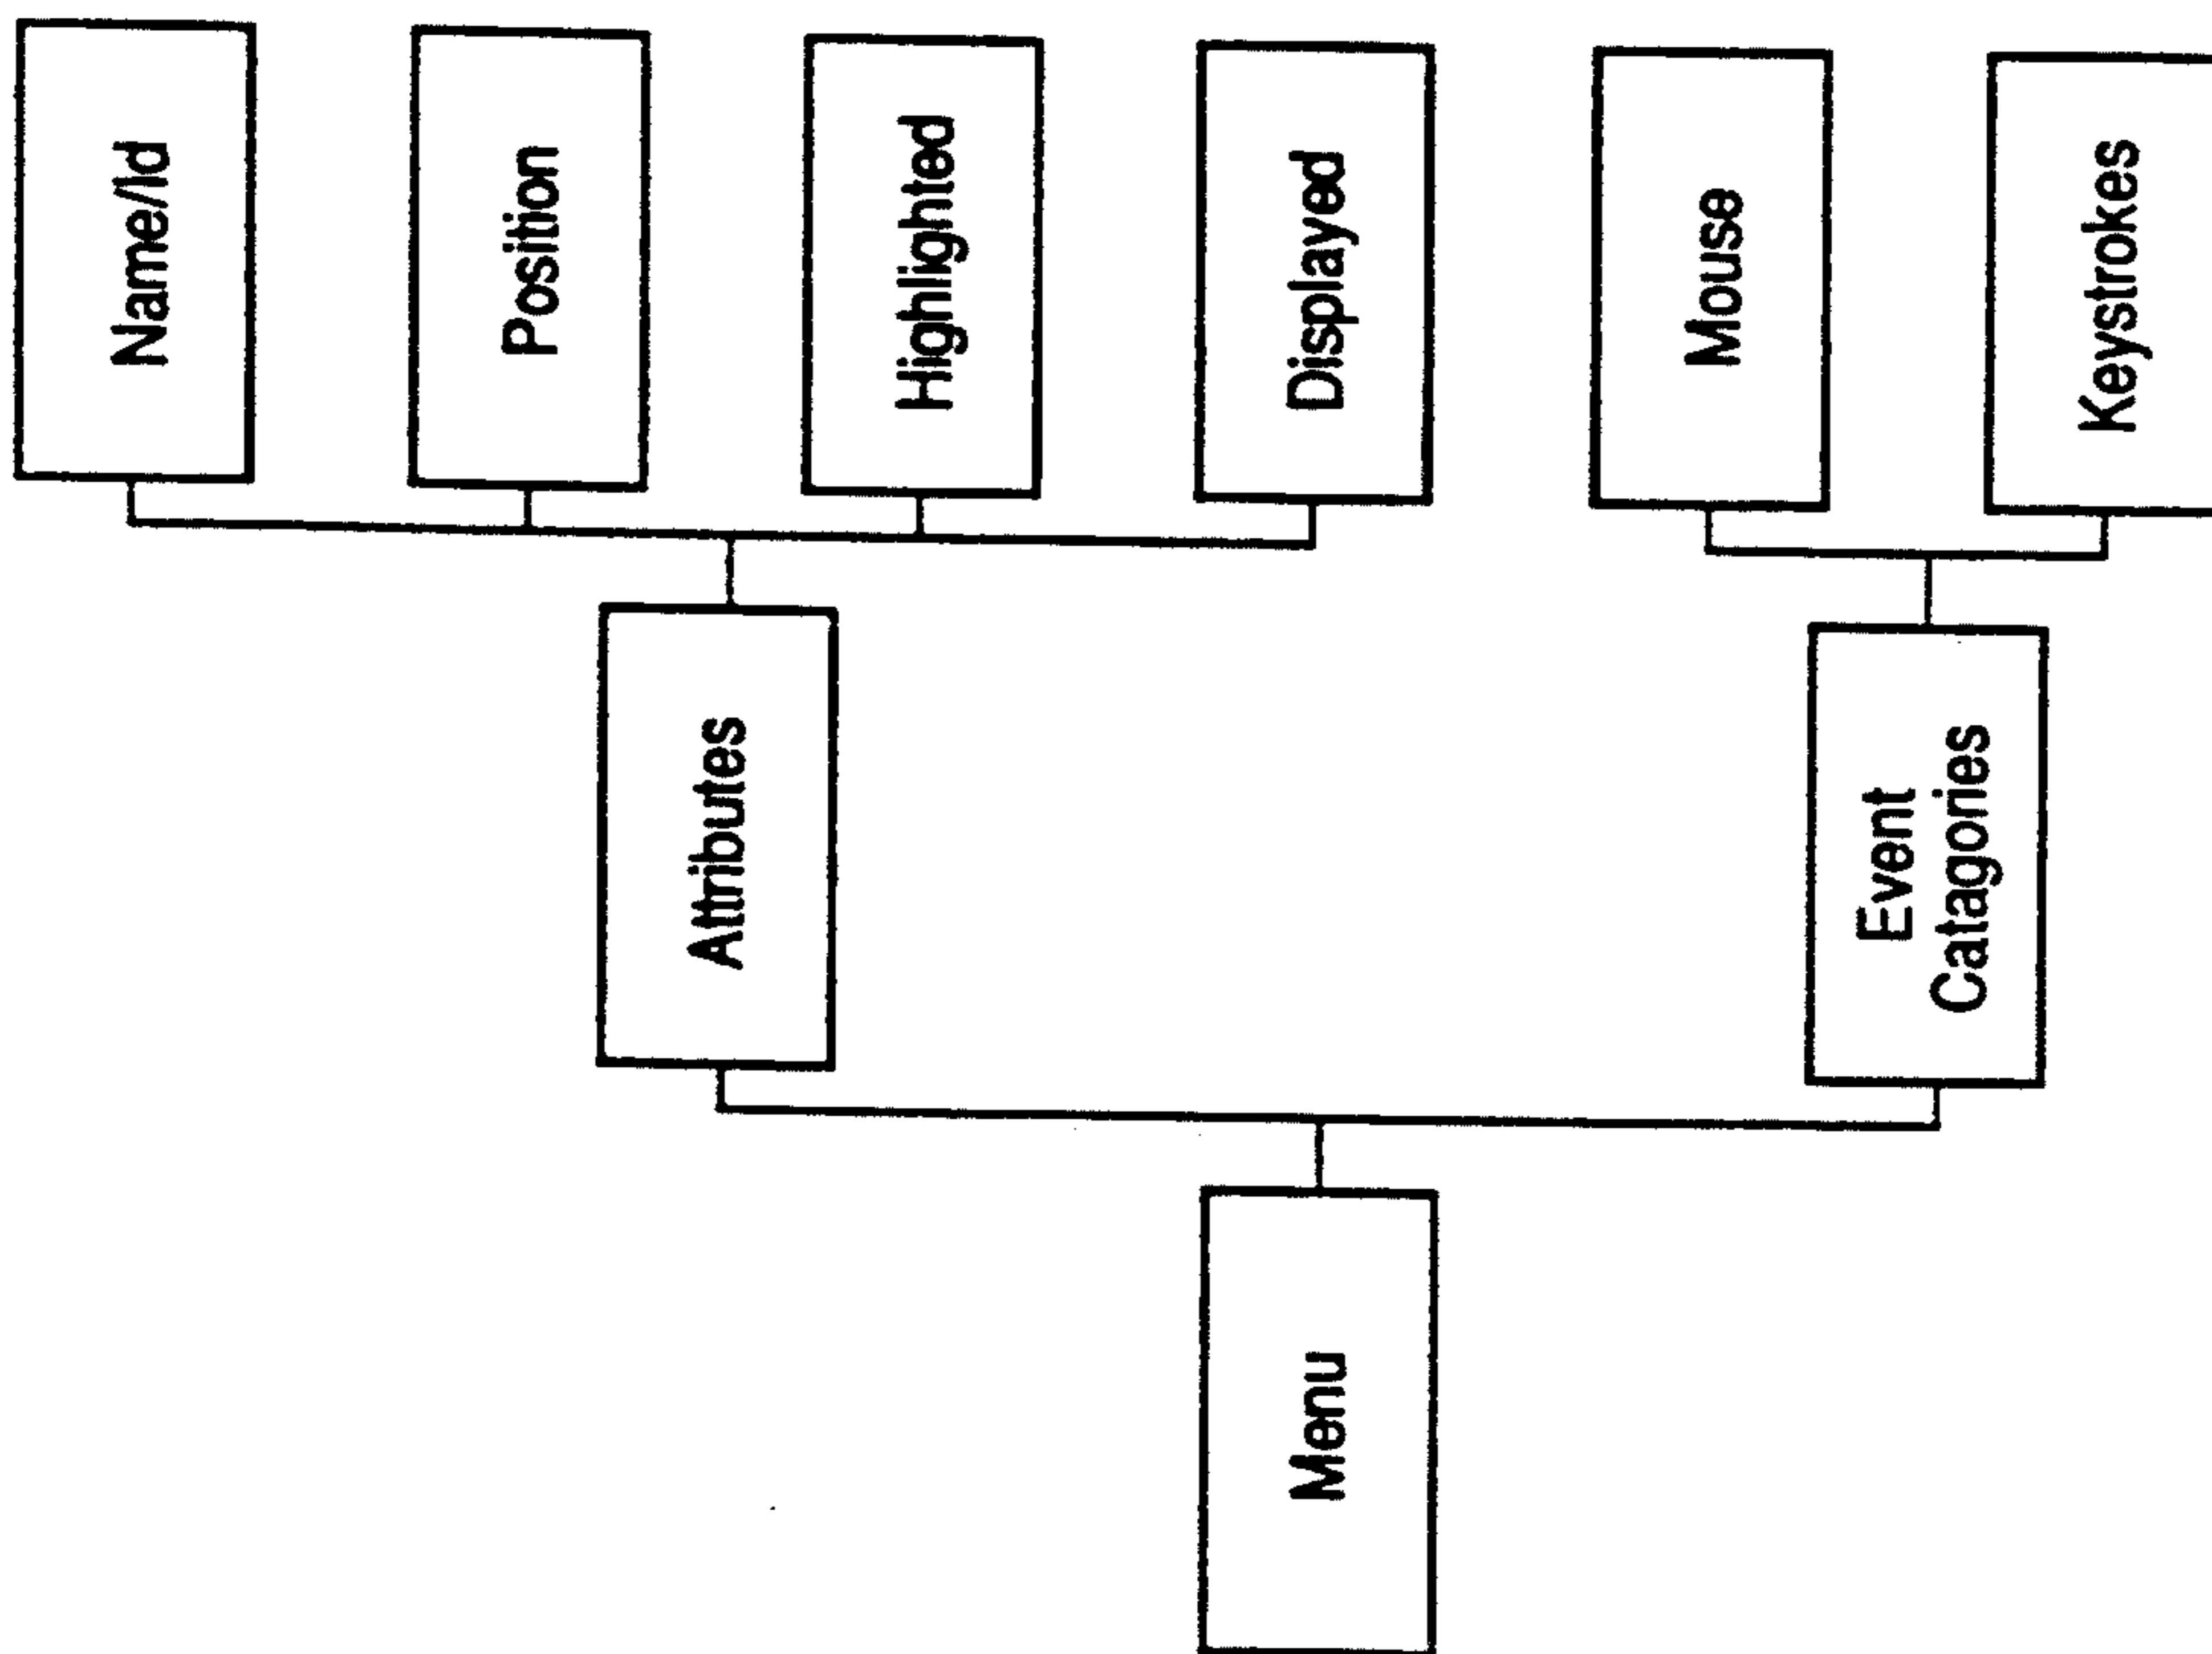 Name/Id
Position
Highlighted
Displayed
Mouse
Keystrokes
Attributes
Event
Catagories
Menu